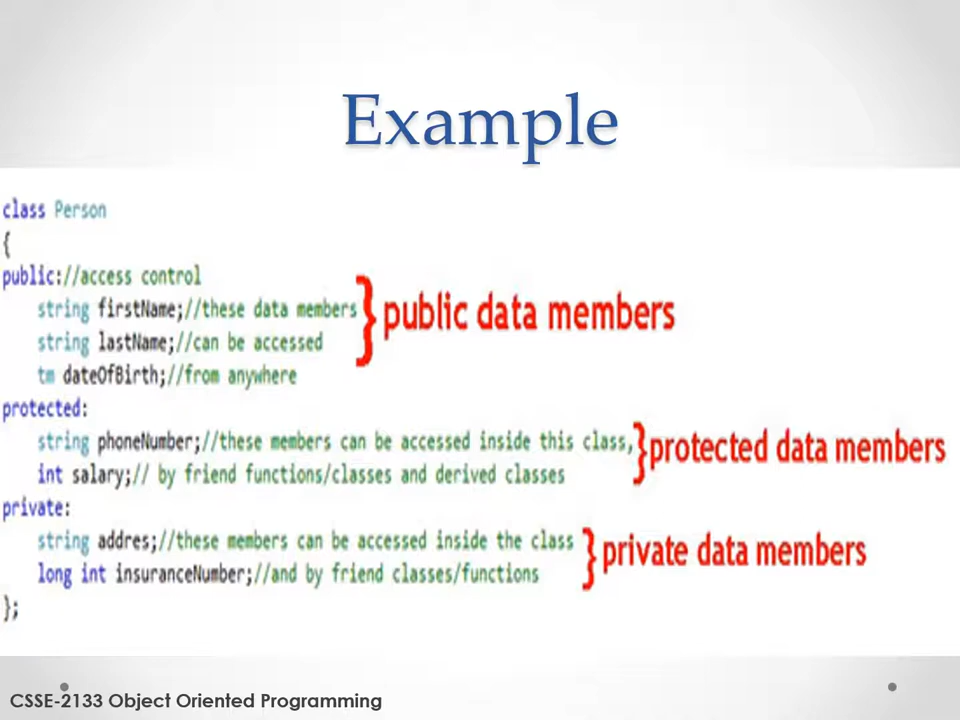 Example
class Person
{
public://access control
string firstName;//these data members
string lastName;//can be accessed
tm dateOfBirth;//from anywhere
} public data members
protected:
string phoneNumber;//these members can be accessed inside this class,
int salary;// by friend functions/classes and derived classes
} protected data members
private:
string addres;//these members can be accessed inside the class
long int insuranceNumber;//and by friend classes/functions
} private data members
};
CSSE-2133 Object Oriented Programming